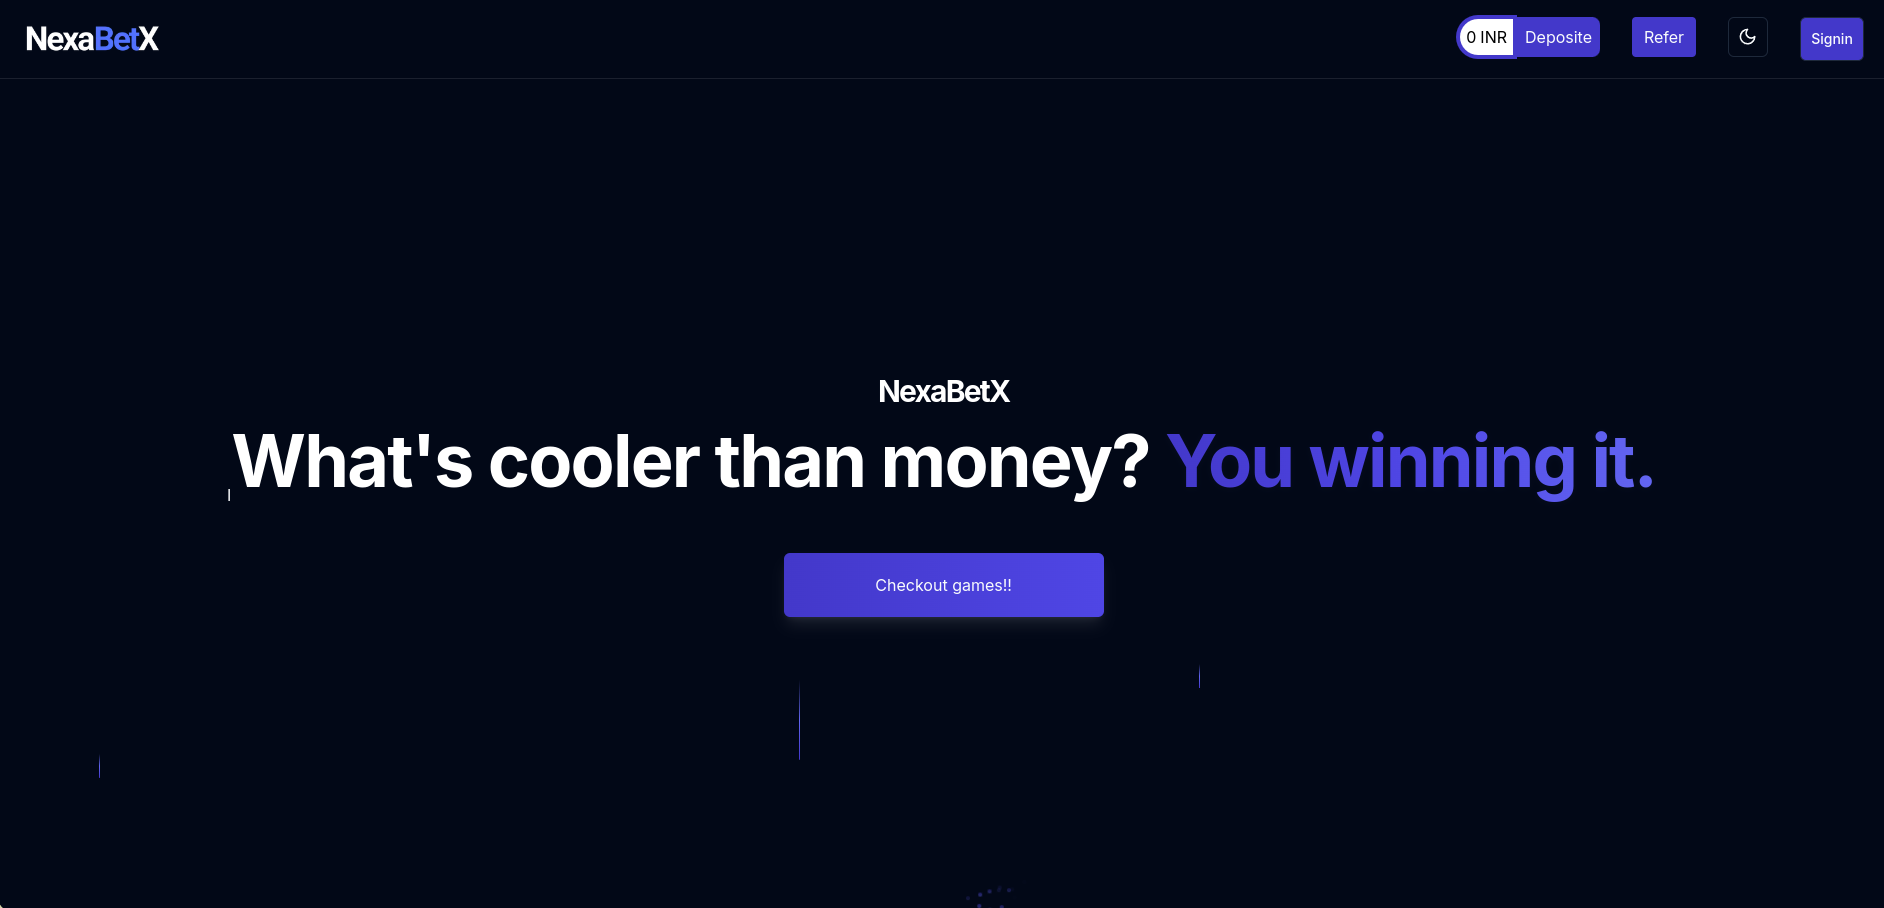 NexaBetX
0 INR Deposite Refer Signin
NexaBetX
What's cooler than money? You winning it.
Checkout games!!